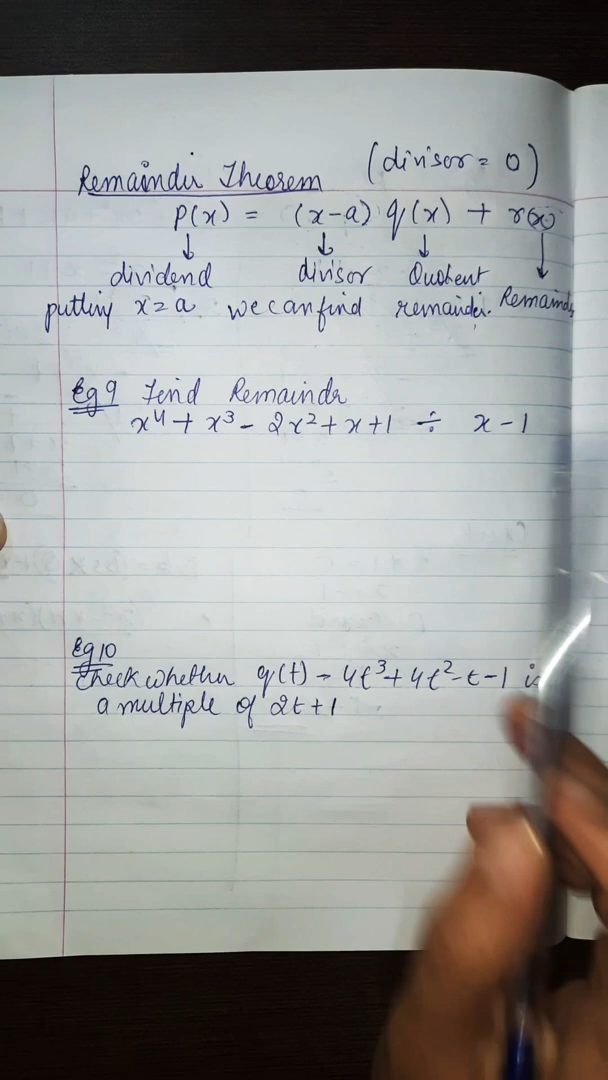 Remainder Theorem (divisor = 0)
p(x) = (x-a) q(x) + r(x)
↓ ↓ ↓ ↓
dividend divisor Quotient Remainder
putting x = a we can find remainder.
Eg 9 Find Remainder
x⁴ + x³ - 2x² + x + 1 ÷ x - 1
Eg 10
Check whether q(t) = 4t³ + 4t² - t - 1 is
a multiple of 2t + 1